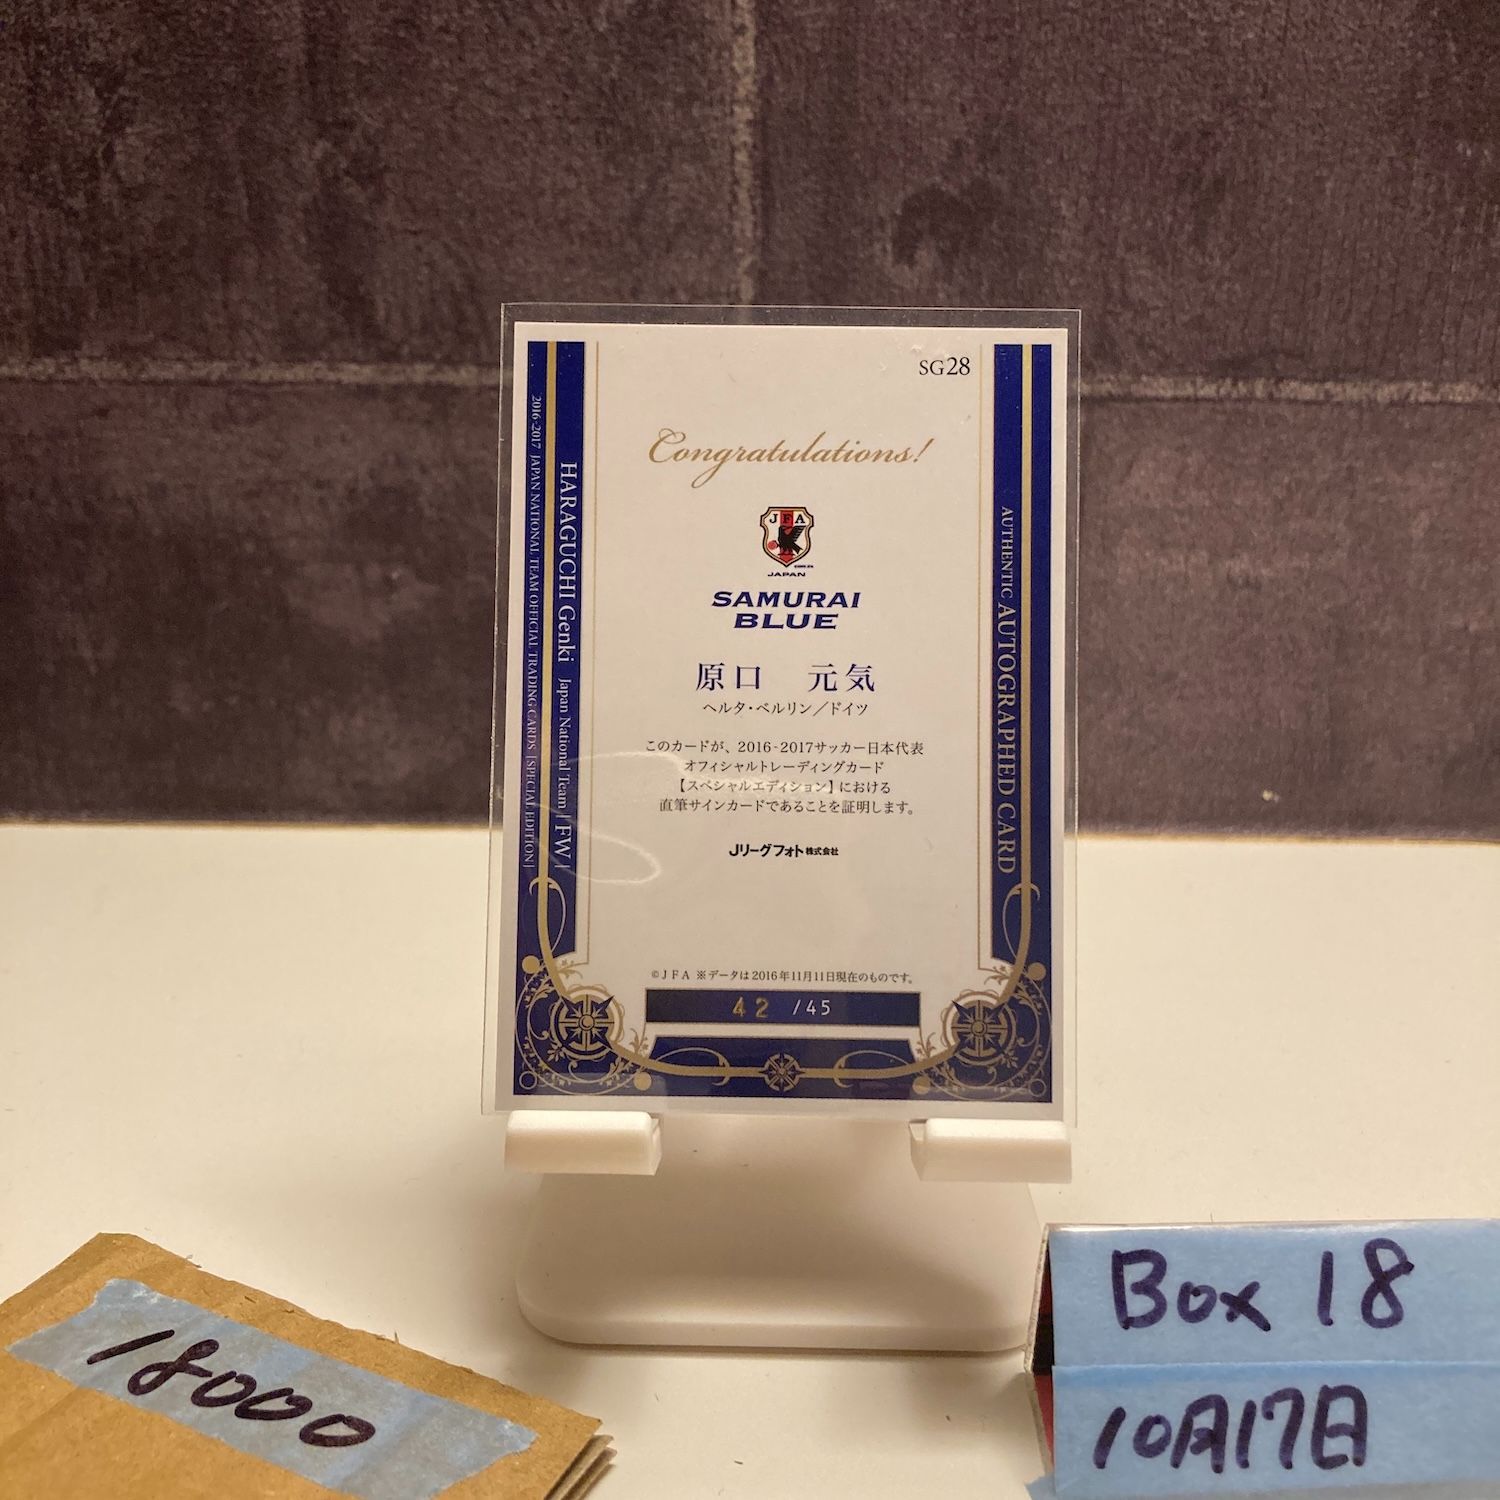 SG28
Congratulations!
JFA
JAPAN
SAMURAI
BLUE
原口　元気
ヘルタ・ベルリン／ドイツ
このカードが、2016-2017サッカー日本代表
オフィシャルトレーディングカード
【スペシャルエディション】における
直筆サインカードであることを証明します。
Jリーグフォト株式会社
©JFA ※データは2016年11月11日現在のものです。
42 /45
HARAGUCHI Genki Japan National Team | FW |
2016-2017 JAPAN NATIONAL TEAM OFFICIAL TRADING CARDS [SPECIAL EDITION]
AUTHENTIC AUTOGRAPHED CARD
18000
Box 18
10月17日